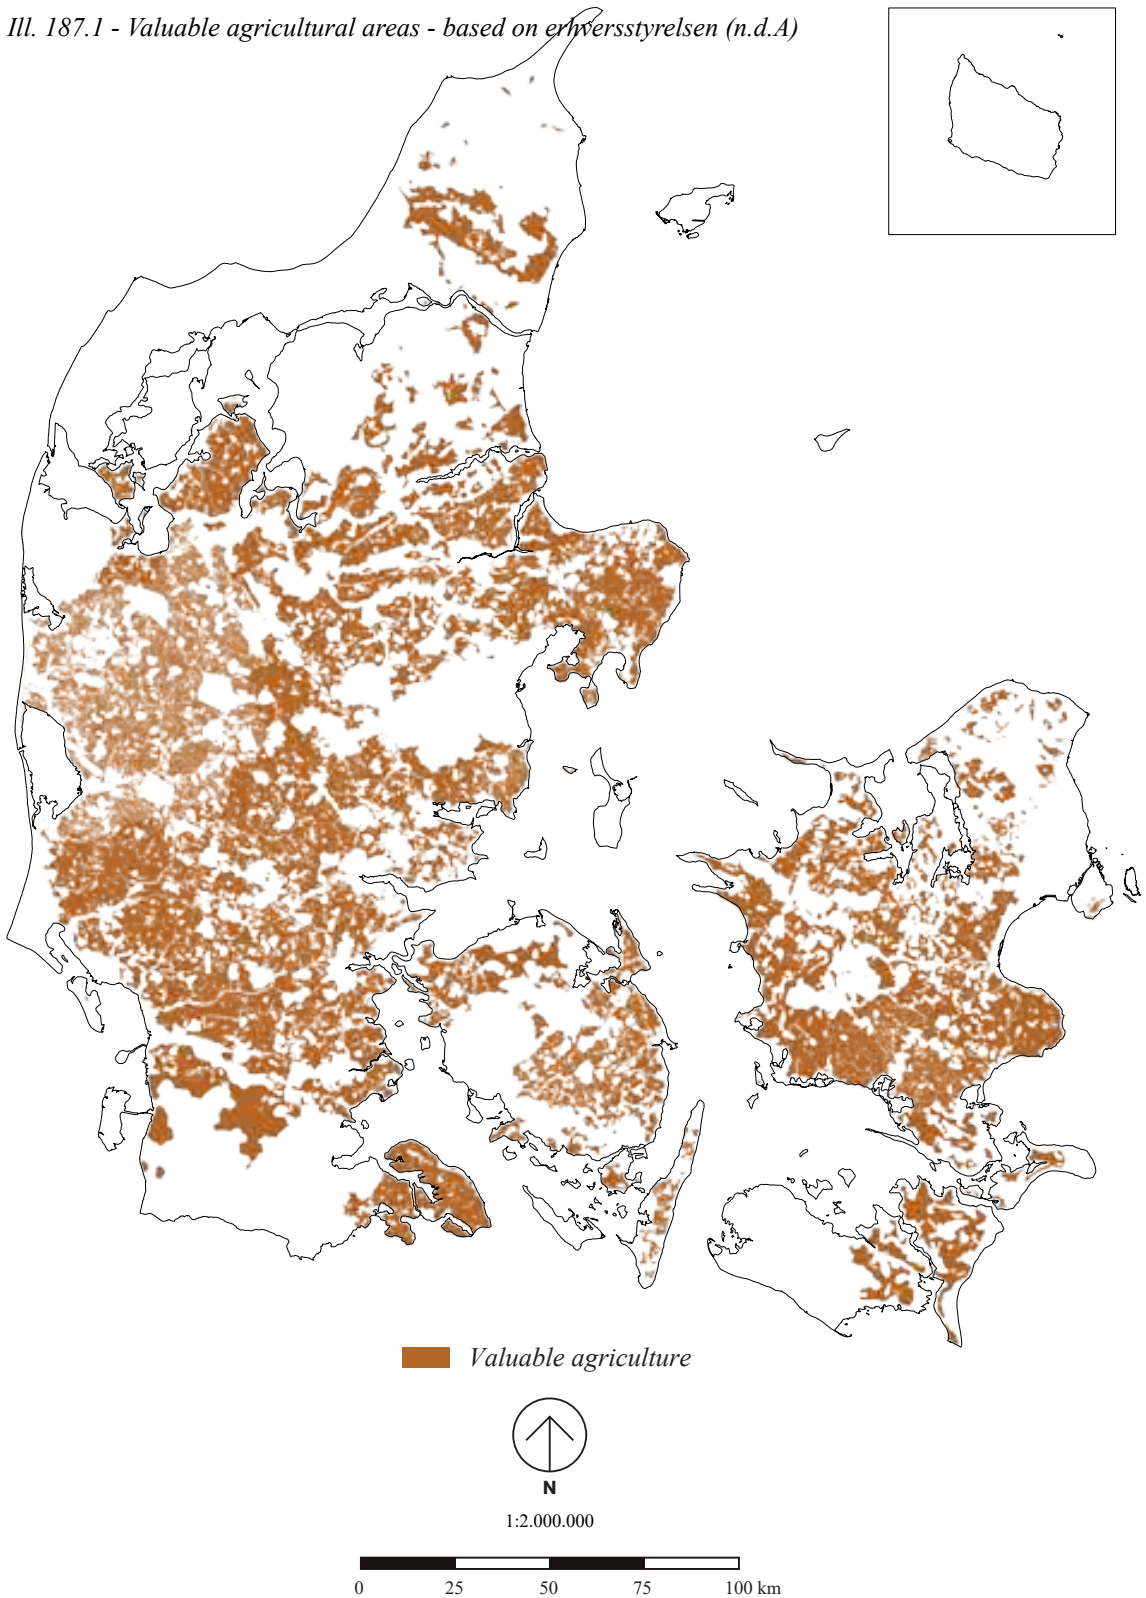 Ill. 187.1 - Valuable agricultural areas - based on erhversstyrelsen (n.d.A)
Valuable agriculture
N
1:2.000.000
0 25 50 75 100 km